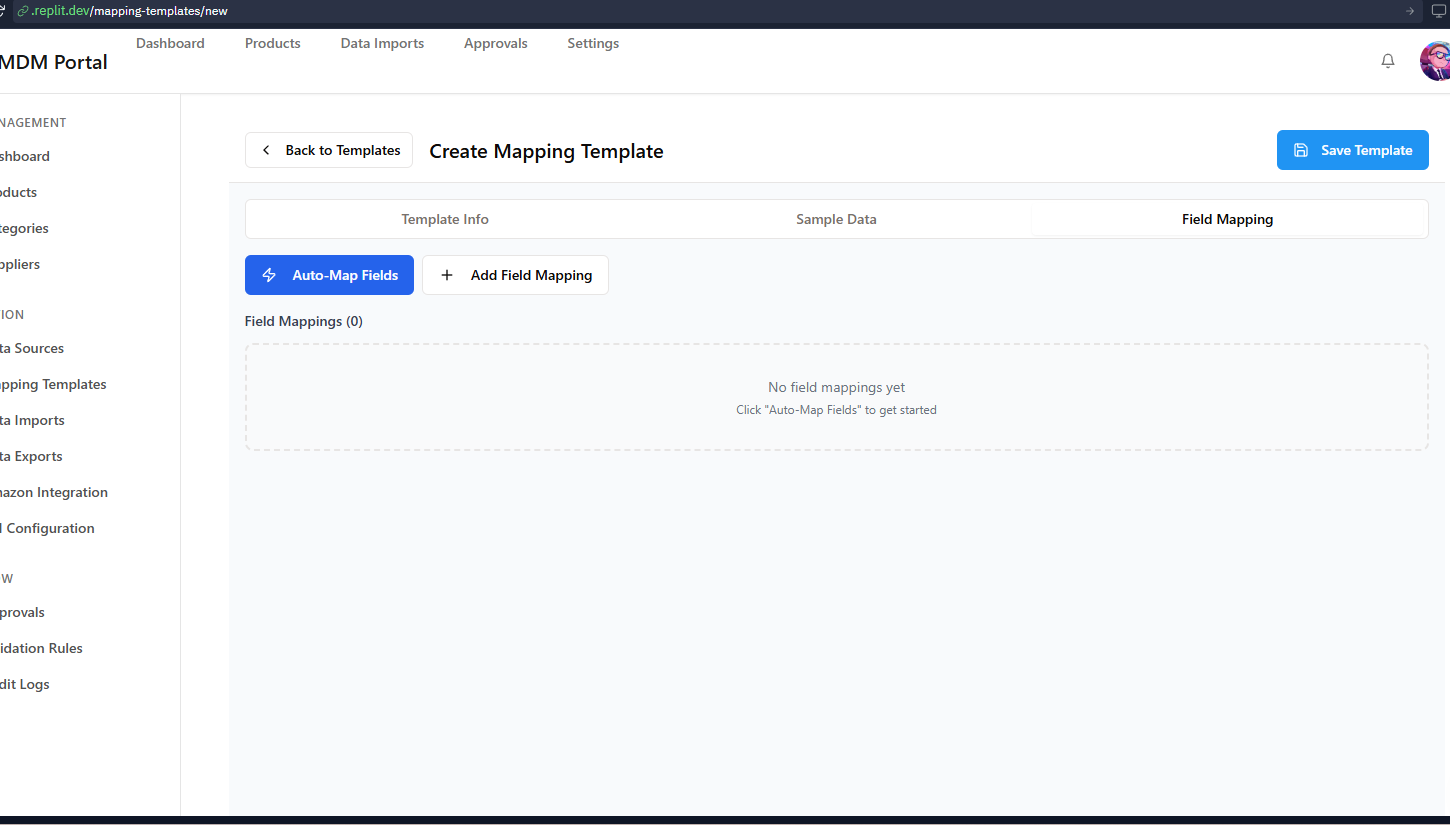 .replit.dev/mapping-templates/new
MDM Portal
Dashboard
Products
Data Imports
Approvals
Settings
NAGEMENT
shboard
ducts
tegories
ppliers
ION
ta Sources
pping Templates
ta Imports
ta Exports
azon Integration
I Configuration
W
provals
idation Rules
dit Logs
Back to Templates
Create Mapping Template
Save Template
Template Info
Sample Data
Field Mapping
Auto-Map Fields
Add Field Mapping
Field Mappings (0)
No field mappings yet
Click "Auto-Map Fields" to get started